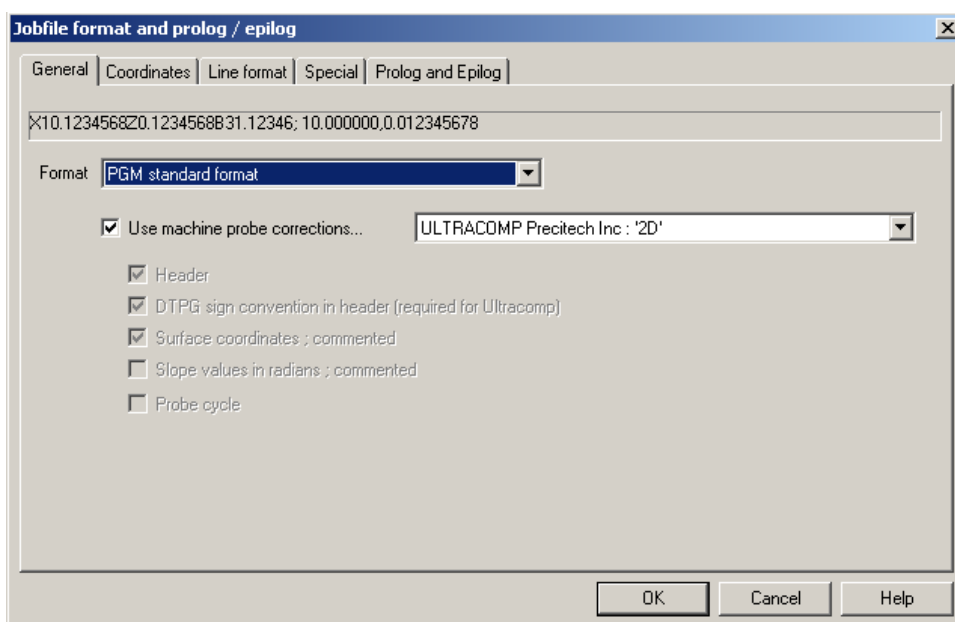 Jobfile format and prolog / epilog
General Coordinates Line format Special Prolog and Epilog
X10.1234568Z0.1234568B31.12346; 10.000000,0.012345678
Format PGM standard format
Use machine probe corrections... ULTRACOMP Precitech Inc : '2D'
Header
DTPG sign convention in header (required for Ultracomp)
Surface coordinates ; commented
Slope values in radians ; commented
Probe cycle
OK Cancel Help